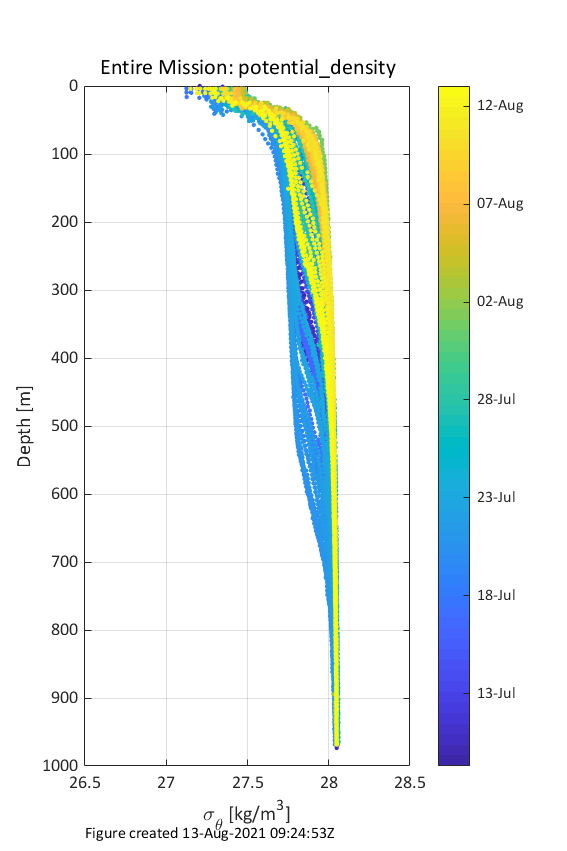 Entire Mission: potential_density
0
100
200
300
400
500
600
700
800
900
1000
Depth [m]
26.5 27 27.5 28 28.5
σθ [kg/m³]
12-Aug
07-Aug
02-Aug
28-Jul
23-Jul
18-Jul
13-Jul
Figure created 13-Aug-2021 09:24:53Z